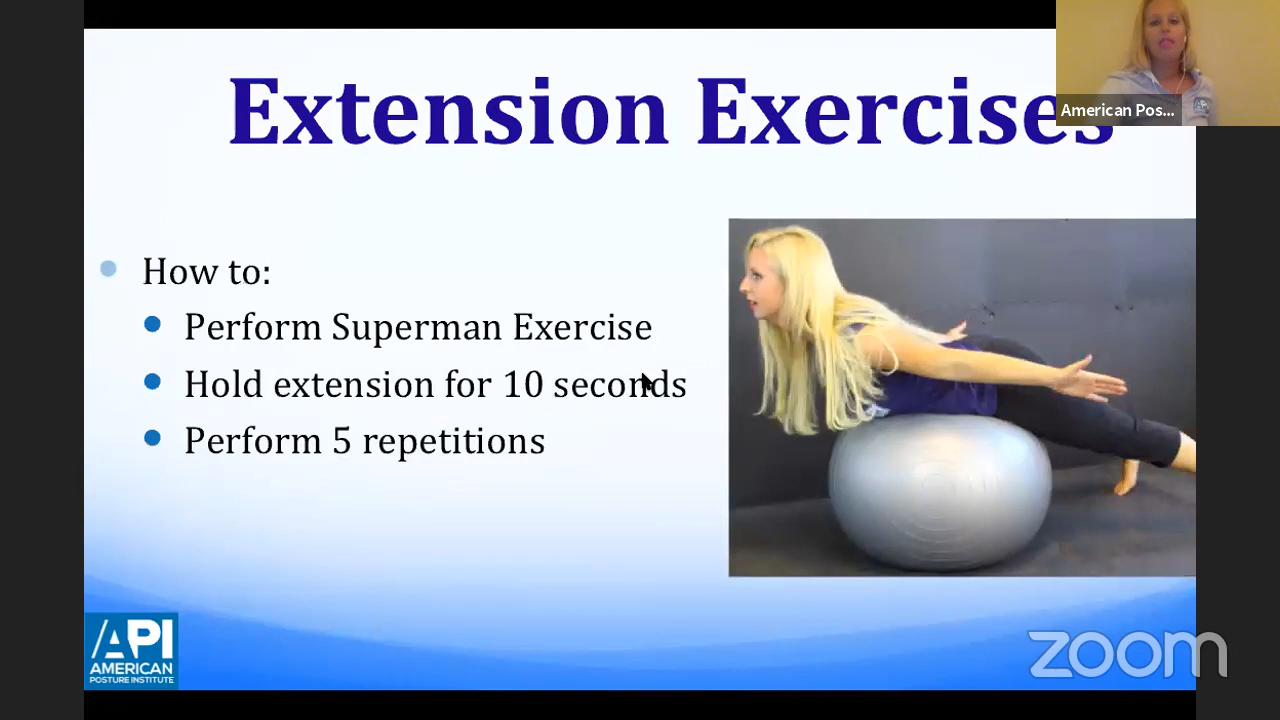 Extension Exercises
American Pos...
How to:
Perform Superman Exercise
Hold extension for 10 seconds
Perform 5 repetitions
API
AMERICAN
POSTURE INSTITUTE
zoom